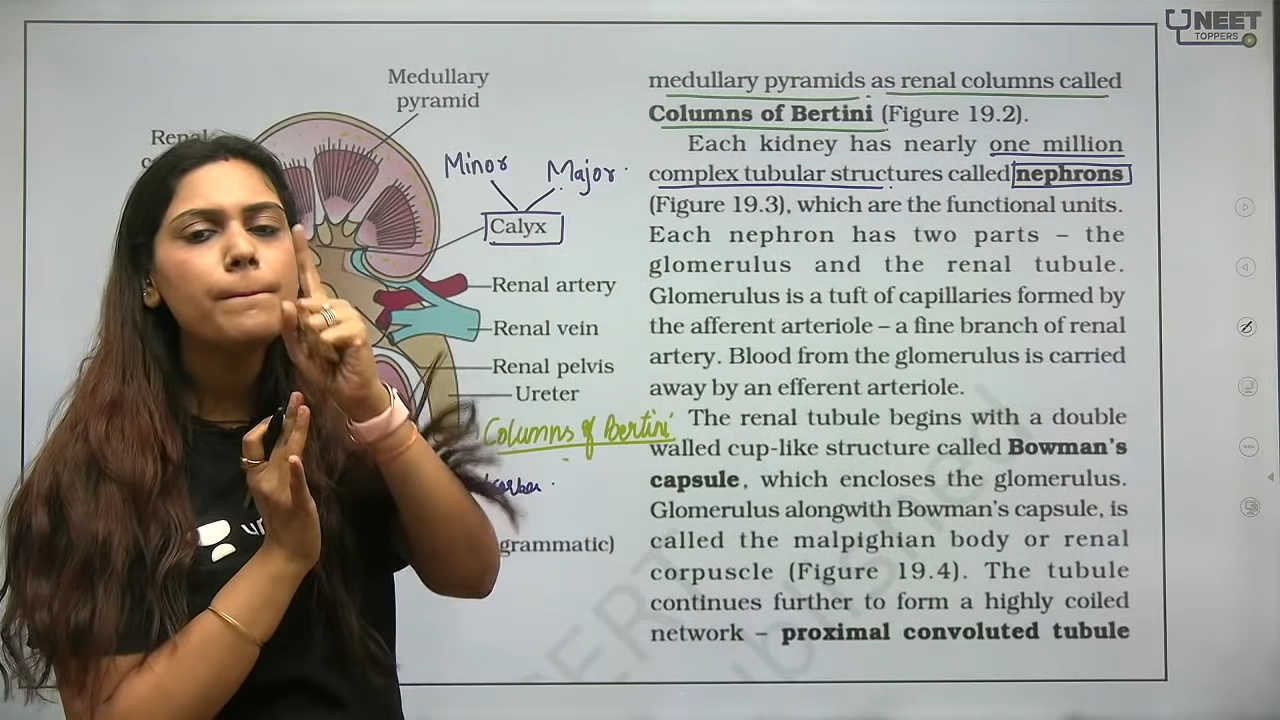 NEET
TOPPERS
Medullary
pyramid
Renal
Minor
Major
Calyx
Renal artery
Renal vein
Renal pelvis
Ureter
Columns of Bertini
grammatic)
medullary pyramids as renal columns called
Columns of Bertini (Figure 19.2).
Each kidney has nearly one million
complex tubular structures called nephrons
(Figure 19.3), which are the functional units.
Each nephron has two parts – the
glomerulus and the renal tubule.
Glomerulus is a tuft of capillaries formed by
the afferent arteriole – a fine branch of renal
artery. Blood from the glomerulus is carried
away by an efferent arteriole.
The renal tubule begins with a double
walled cup-like structure called Bowman's
capsule, which encloses the glomerulus.
Glomerulus alongwith Bowman's capsule, is
called the malpighian body or renal
corpuscle (Figure 19.4). The tubule
continues further to form a highly coiled
network – proximal convoluted tubule